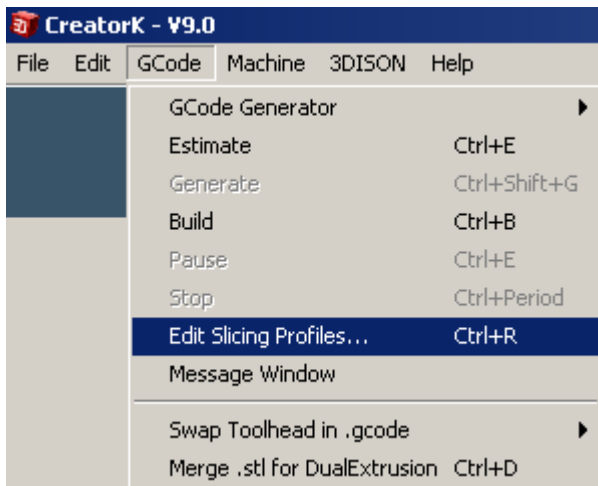 CreatorK - V9.0
File Edit GCode Machine 3DISON Help
GCode Generator
Estimate Ctrl+E
Generate Ctrl+Shift+G
Build Ctrl+B
Pause Ctrl+E
Stop Ctrl+Period
Edit Slicing Profiles... Ctrl+R
Message Window
Swap Toolhead in .gcode
Merge .stl for DualExtrusion Ctrl+D